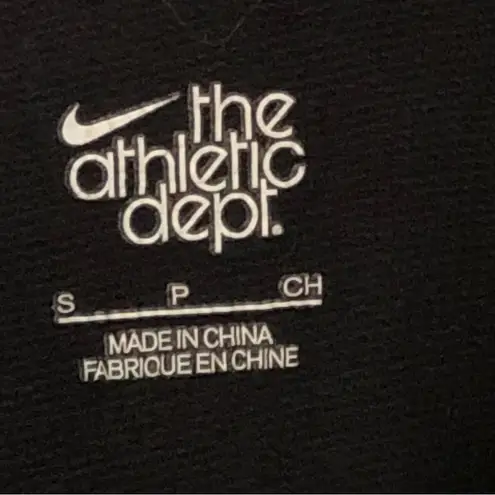 the
athletic
dept.
S P CH
MADE IN CHINA
FABRIQUE EN CHINE